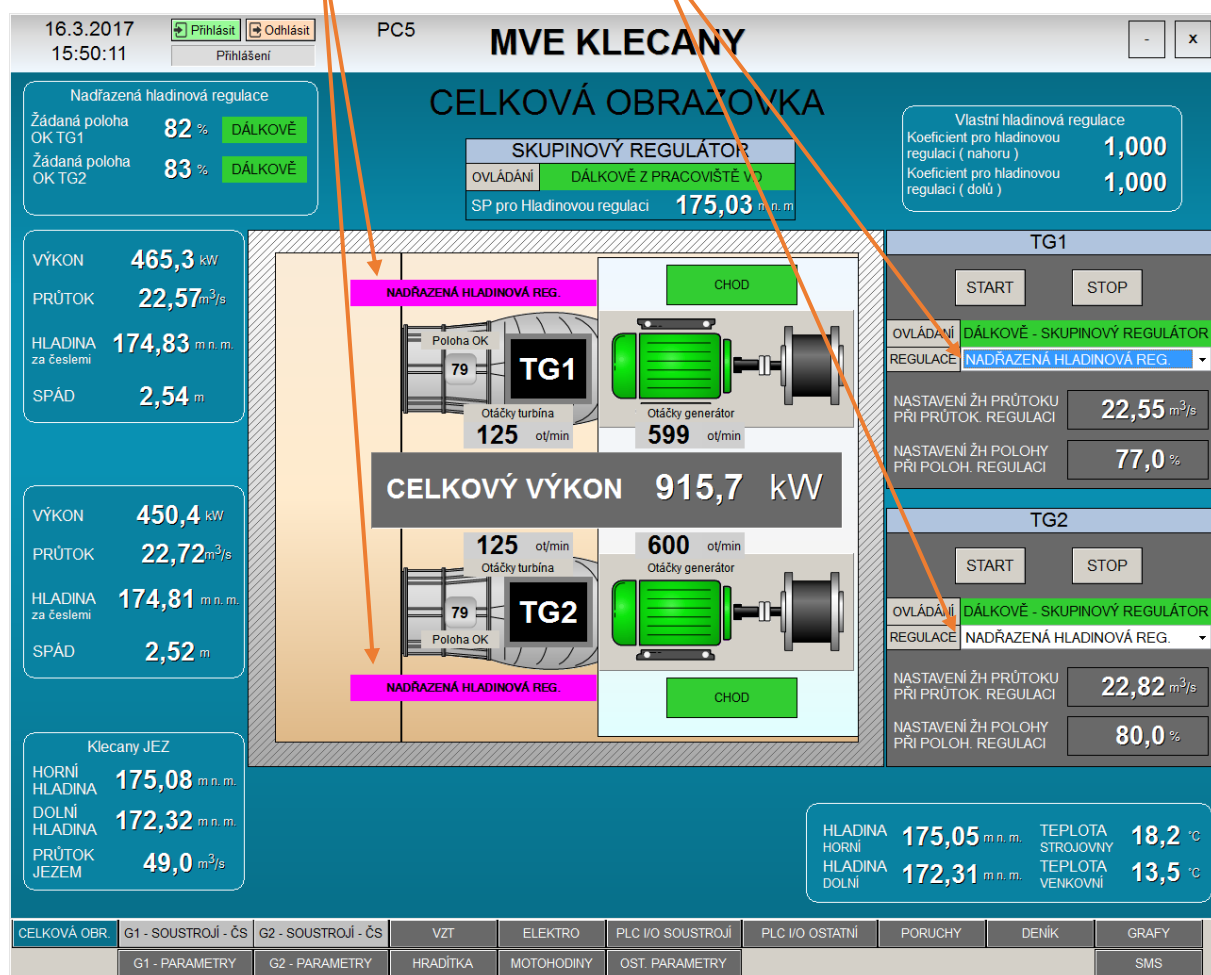 16.3.2017
15:50:11
Přihlásit
Odhlásit
Přihlášení
PC5
MVE KLECANY
-
x
CELKOVÁ OBRAZOVKA
Nadřazená hladinová regulace
Žádaná poloha
OK TG1
82 %
DÁLKOVĚ
Žádaná poloha
OK TG2
83 %
DÁLKOVĚ
SKUPINOVÝ REGULÁTOR
OVLÁDÁNÍ DÁLKOVĚ Z PRACOVIŠTĚ VD
SP pro Hladinovou regulaci 175,03 m n. m
Vlastní hladinová regulace
Koeficient pro hladinovou
regulaci ( nahoru )
1,000
Koeficient pro hladinovou
regulaci ( dolů )
1,000
VÝKON 465,3 kW
PRŮTOK 22,57 m³/s
HLADINA
za česlemi
174,83 m n. m.
SPÁD 2,54 m
VÝKON 450,4 kW
PRŮTOK 22,72 m³/s
HLADINA
za česlemi
174,81 m n. m.
SPÁD 2,52 m
Klecany JEZ
HORNÍ
HLADINA
175,08 m n. m.
DOLNÍ
HLADINA
172,32 m n. m.
PRŮTOK
JEZEM
49,0 m³/s
NADŘAZENÁ HLADINOVÁ REG.
CHOD
Poloha OK
79
TG1
Otáčky turbína
125 ot/min
Otáčky generátor
599 ot/min
CELKOVÝ VÝKON 915,7 kW
125 ot/min
Otáčky turbína
600 ot/min
Otáčky generátor
79
Poloha OK
TG2
NADŘAZENÁ HLADINOVÁ REG.
CHOD
TG1
START STOP
OVLÁDÁNÍ DÁLKOVĚ - SKUPINOVÝ REGULÁTOR
REGULACE NADŘAZENÁ HLADINOVÁ REG.
NASTAVENÍ ŽH PRŮTOKU
PŘI PRŮTOK. REGULACI
22,55 m³/s
NASTAVENÍ ŽH POLOHY
PŘI POLOH. REGULACI
77,0 %
TG2
START STOP
OVLÁDÁNÍ DÁLKOVĚ - SKUPINOVÝ REGULÁTOR
REGULACE NADŘAZENÁ HLADINOVÁ REG.
NASTAVENÍ ŽH PRŮTOKU
PŘI PRŮTOK. REGULACI
22,82 m³/s
NASTAVENÍ ŽH POLOHY
PŘI POLOH. REGULACI
80,0 %
HLADINA
HORNÍ
175,05 m n. m.
TEPLOTA
STROJOVNY
18,2 °C
HLADINA
DOLNÍ
172,31 m n. m.
TEPLOTA
VENKOVNÍ
13,5 °C
CELKOVÁ OBR. G1 - SOUSTROJÍ - ČS G2 - SOUSTROJÍ - ČS VZT ELEKTRO PLC I/O SOUSTROJÍ PLC I/O OSTATNÍ PORUCHY DENÍK GRAFY
G1 - PARAMETRY G2 - PARAMETRY HRADÍTKA MOTOHODINY OST. PARAMETRY SMS